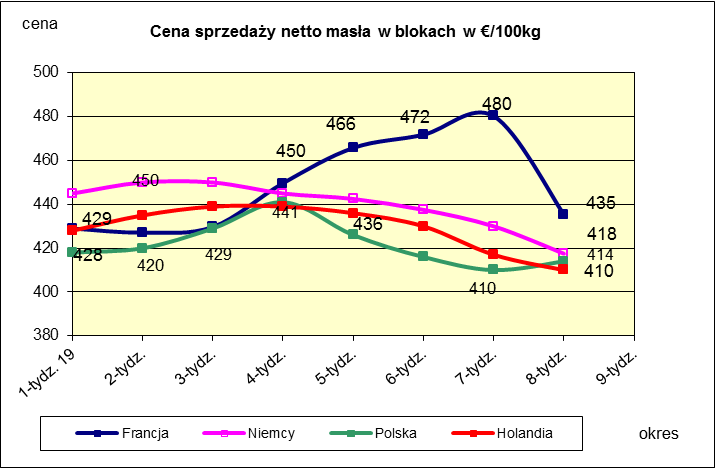 cena
Cena sprzedaży netto masła w blokach w €/100kg
500
480
460
440
420
400
380
480
472
466
450
450
435
429
441
436
418
428
420
429
414
410
410
1-tydz. 19
2-tydz.
3-tydz.
4-tydz.
5-tydz.
6-tydz.
7-tydz.
8-tydz.
9-tydz.
Francja
Niemcy
Polska
Holandia
okres